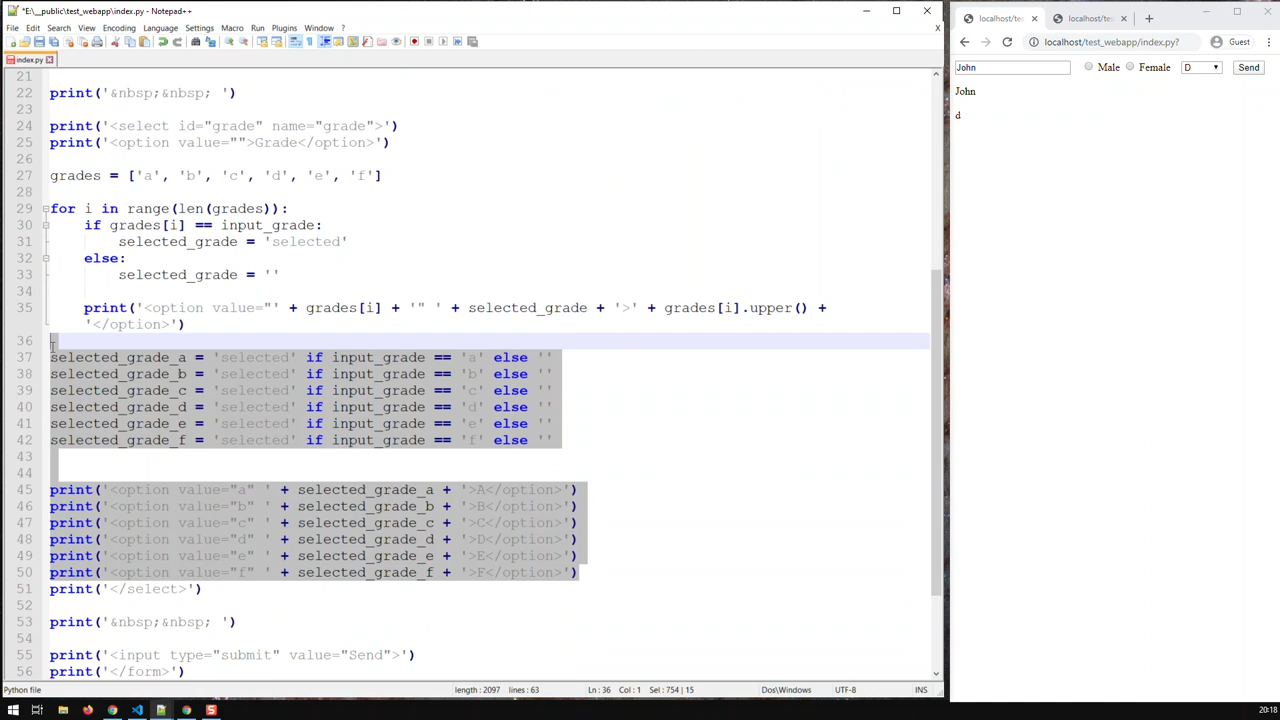 *E:\__public\test_webapp\index.py - Notepad++
File Edit Search View Encoding Language Settings Tools Macro Run Plugins Window ?
X
index.py
21
22 print('&nbsp;&nbsp; ')
23
24 print('<select id="grade" name="grade">')
25 print('<option value="">Grade</option>')
26
27 grades = ['a', 'b', 'c', 'd', 'e', 'f']
28
29 for i in range(len(grades)):
30 if grades[i] == input_grade:
31 selected_grade = 'selected'
32 else:
33 selected_grade = ''
34
35 print('<option value="' + grades[i] + '" ' + selected_grade + '>' + grades[i].upper() +
'</option>')
36
37 selected_grade_a = 'selected' if input_grade == 'a' else ''
38 selected_grade_b = 'selected' if input_grade == 'b' else ''
39 selected_grade_c = 'selected' if input_grade == 'c' else ''
40 selected_grade_d = 'selected' if input_grade == 'd' else ''
41 selected_grade_e = 'selected' if input_grade == 'e' else ''
42 selected_grade_f = 'selected' if input_grade == 'f' else ''
43
44
45 print('<option value="a" ' + selected_grade_a + '>A</option>')
46 print('<option value="b" ' + selected_grade_b + '>B</option>')
47 print('<option value="c" ' + selected_grade_c + '>C</option>')
48 print('<option value="d" ' + selected_grade_d + '>D</option>')
49 print('<option value="e" ' + selected_grade_e + '>E</option>')
50 print('<option value="f" ' + selected_grade_f + '>F</option>')
51 print('</select>')
52
53 print('&nbsp;&nbsp; ')
54
55 print('<input type="submit" value="Send">')
56 print('</form>')
Python file length : 2097 lines : 63 Ln : 36 Col : 1 Sel : 754 | 15 Dos\Windows UTF-8 INS
localhost/tes localhost/tes
localhost/test_webapp/index.py? Guest
John Male Female D Send
John
d
20:18